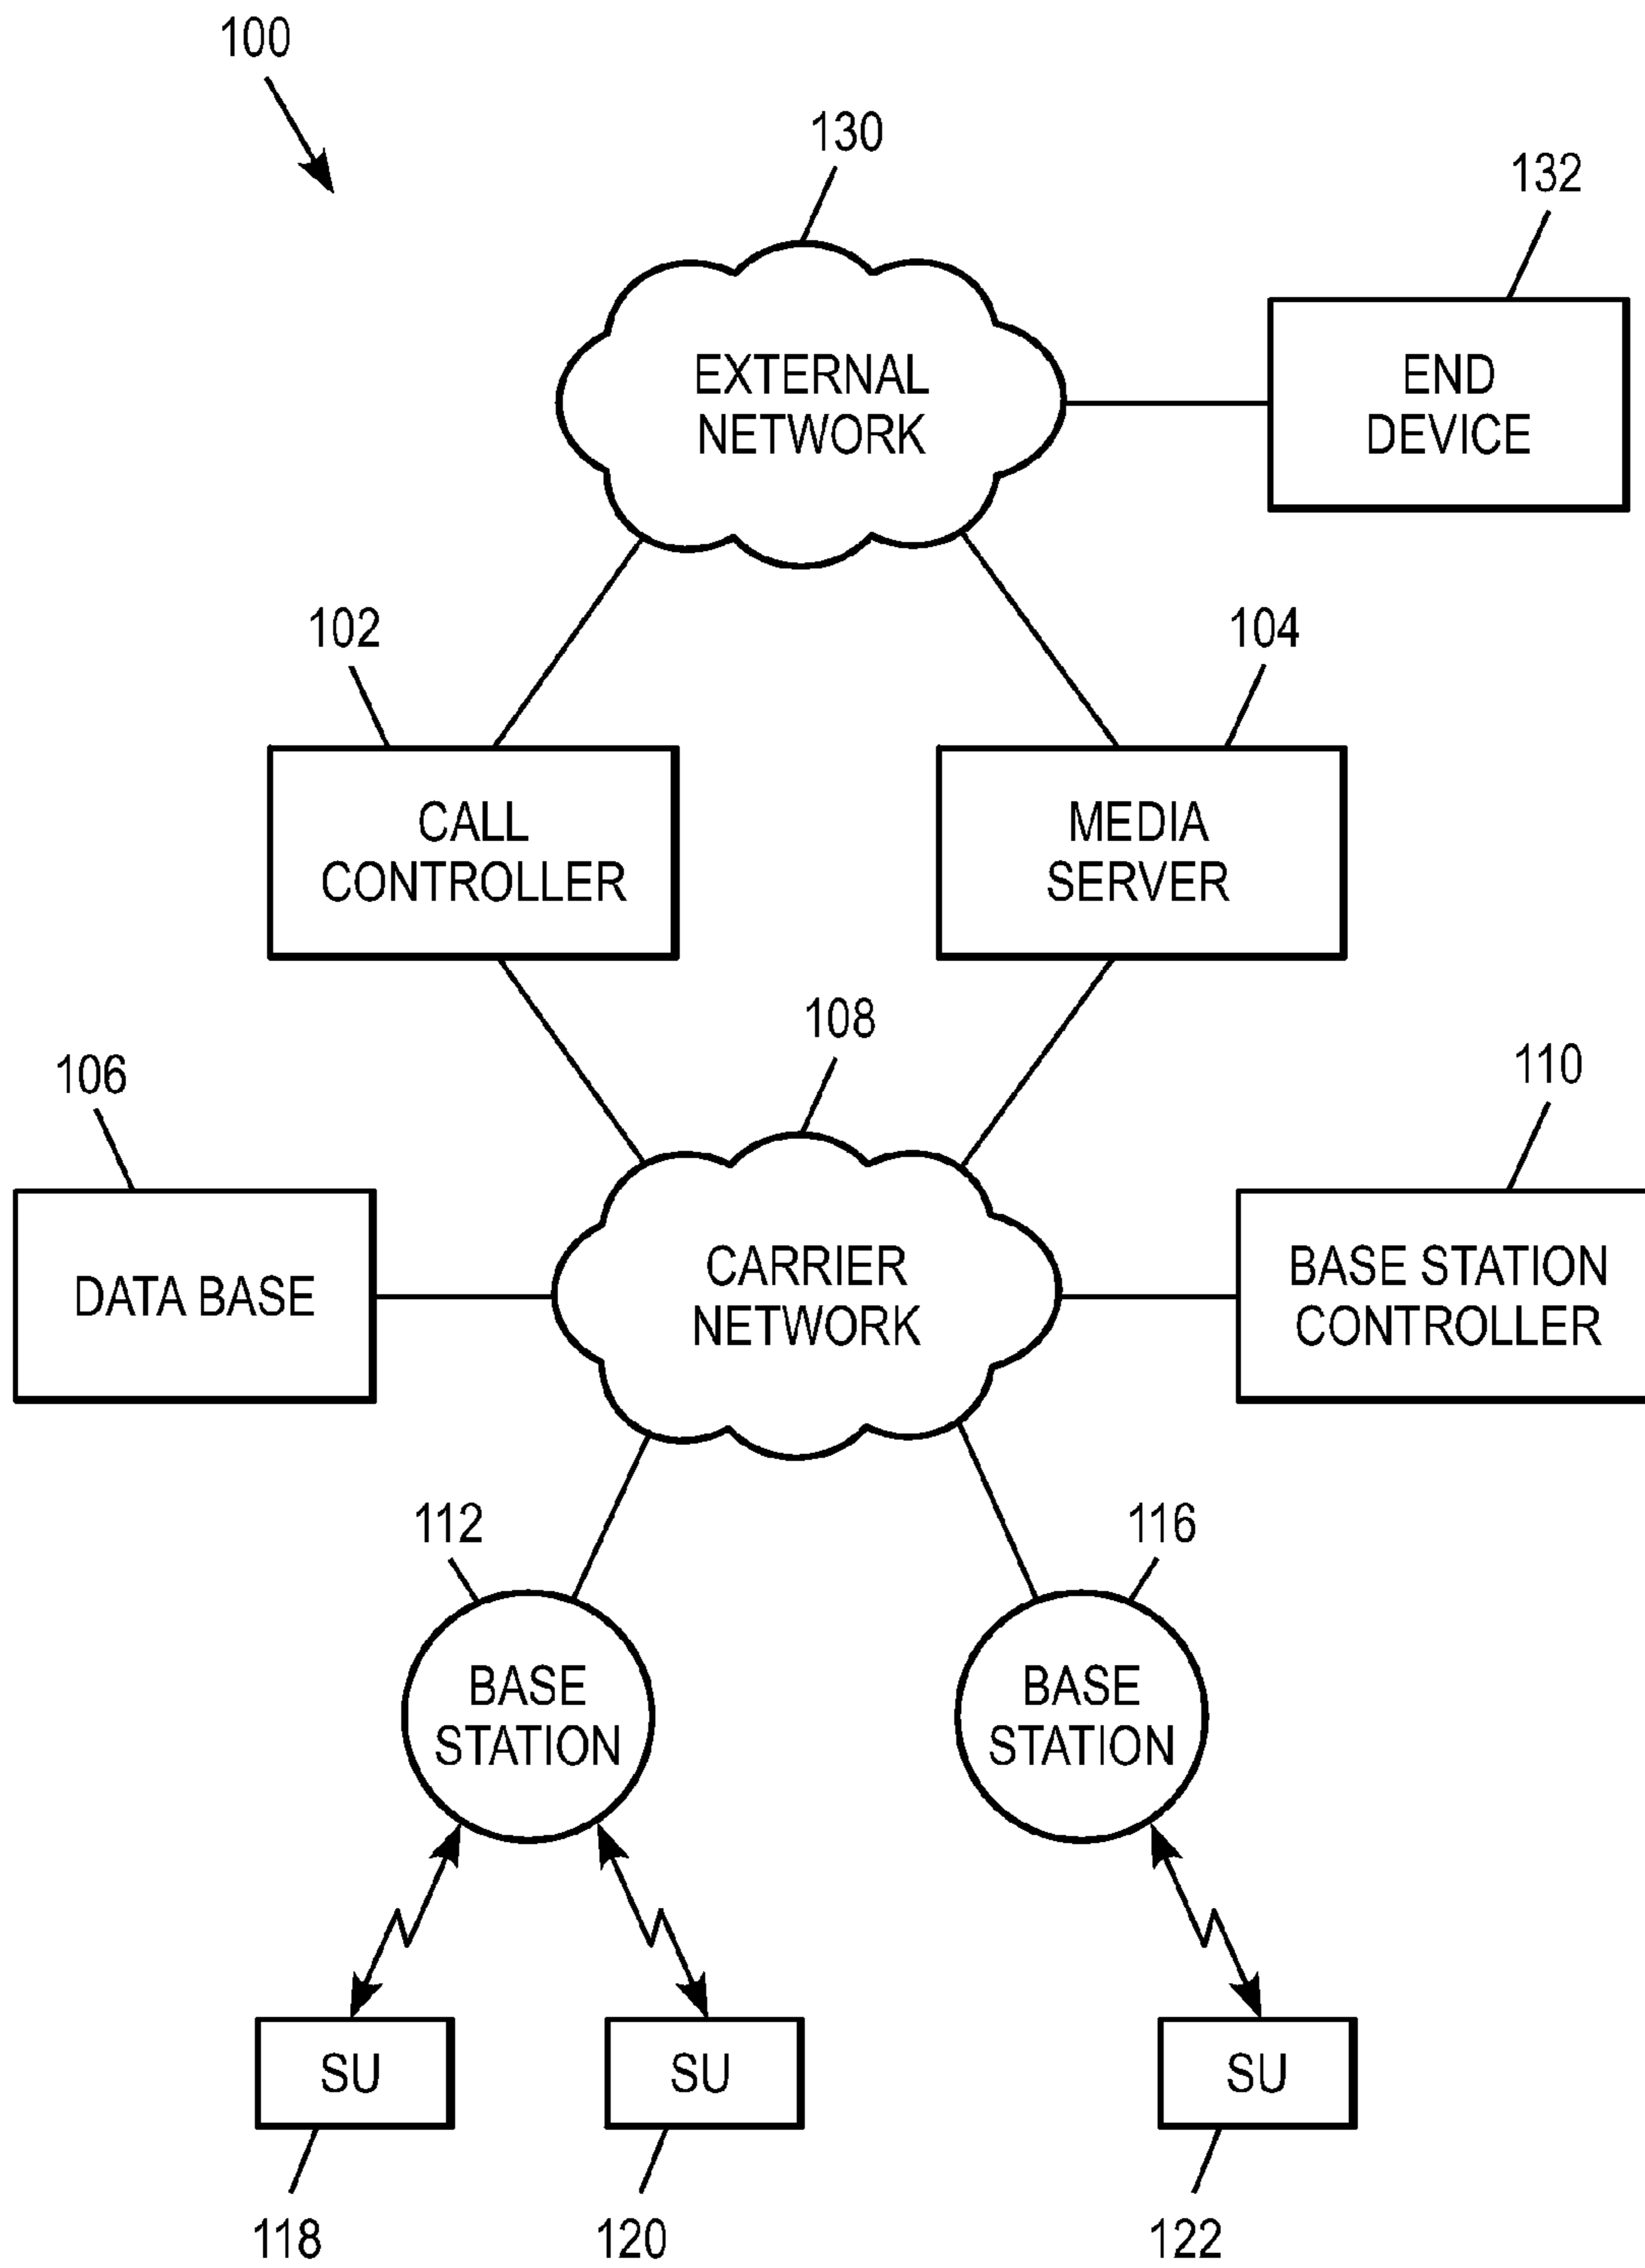 100
130
132
EXTERNAL
NETWORK
END
DEVICE
102
104
CALL
CONTROLLER
MEDIA
SERVER
108
106
110
DATA BASE
CARRIER
NETWORK
BASE STATION
CONTROLLER
112
116
BASE
STATION
BASE
STATION
SU
SU
SU
118
120
122